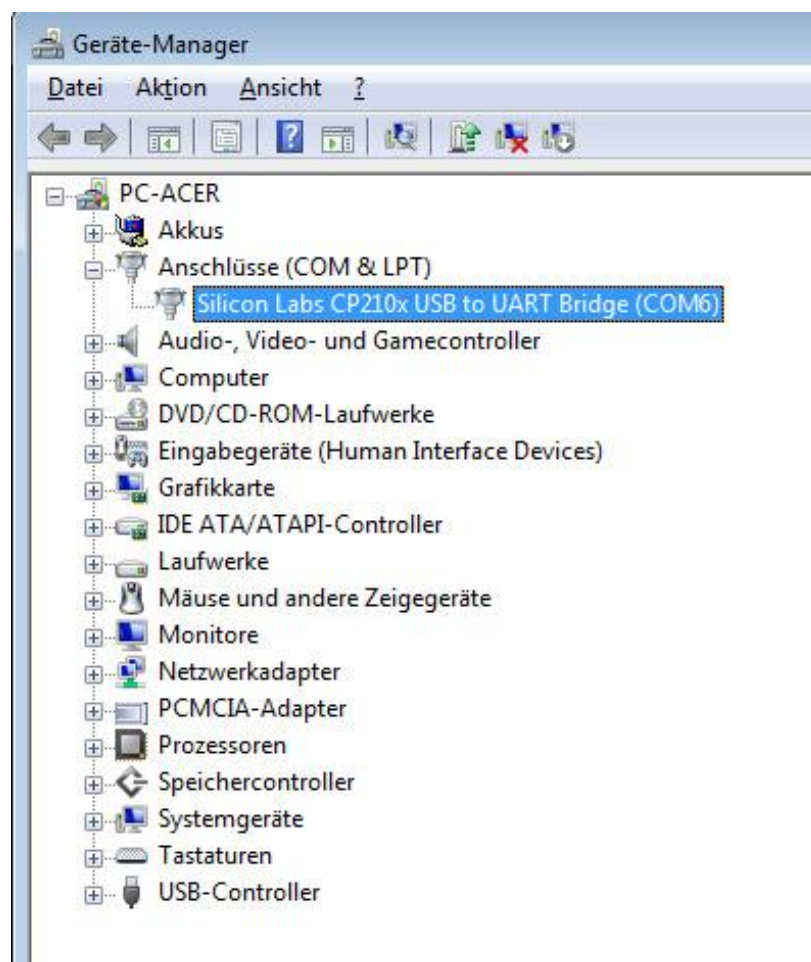 Geräte-Manager
Datei Aktion Ansicht ?
PC-ACER
Akkus
Anschlüsse (COM & LPT)
Silicon Labs CP210x USB to UART Bridge (COM6)
Audio-, Video- und Gamecontroller
Computer
DVD/CD-ROM-Laufwerke
Eingabegeräte (Human Interface Devices)
Grafikkarte
IDE ATA/ATAPI-Controller
Laufwerke
Mäuse und andere Zeigegeräte
Monitore
Netzwerkadapter
PCMCIA-Adapter
Prozessoren
Speichercontroller
Systemgeräte
Tastaturen
USB-Controller